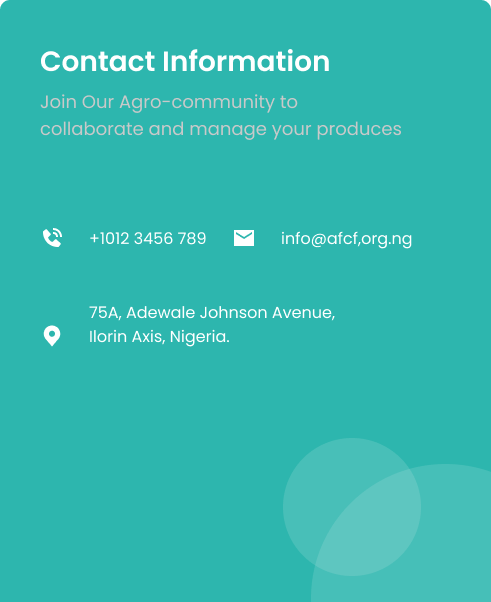 Contact Information
Join Our Agro-community to
collaborate and manage your produces
+1012 3456 789
info@afcf,org.ng
75A, Adewale Johnson Avenue,
Ilorin Axis, Nigeria.